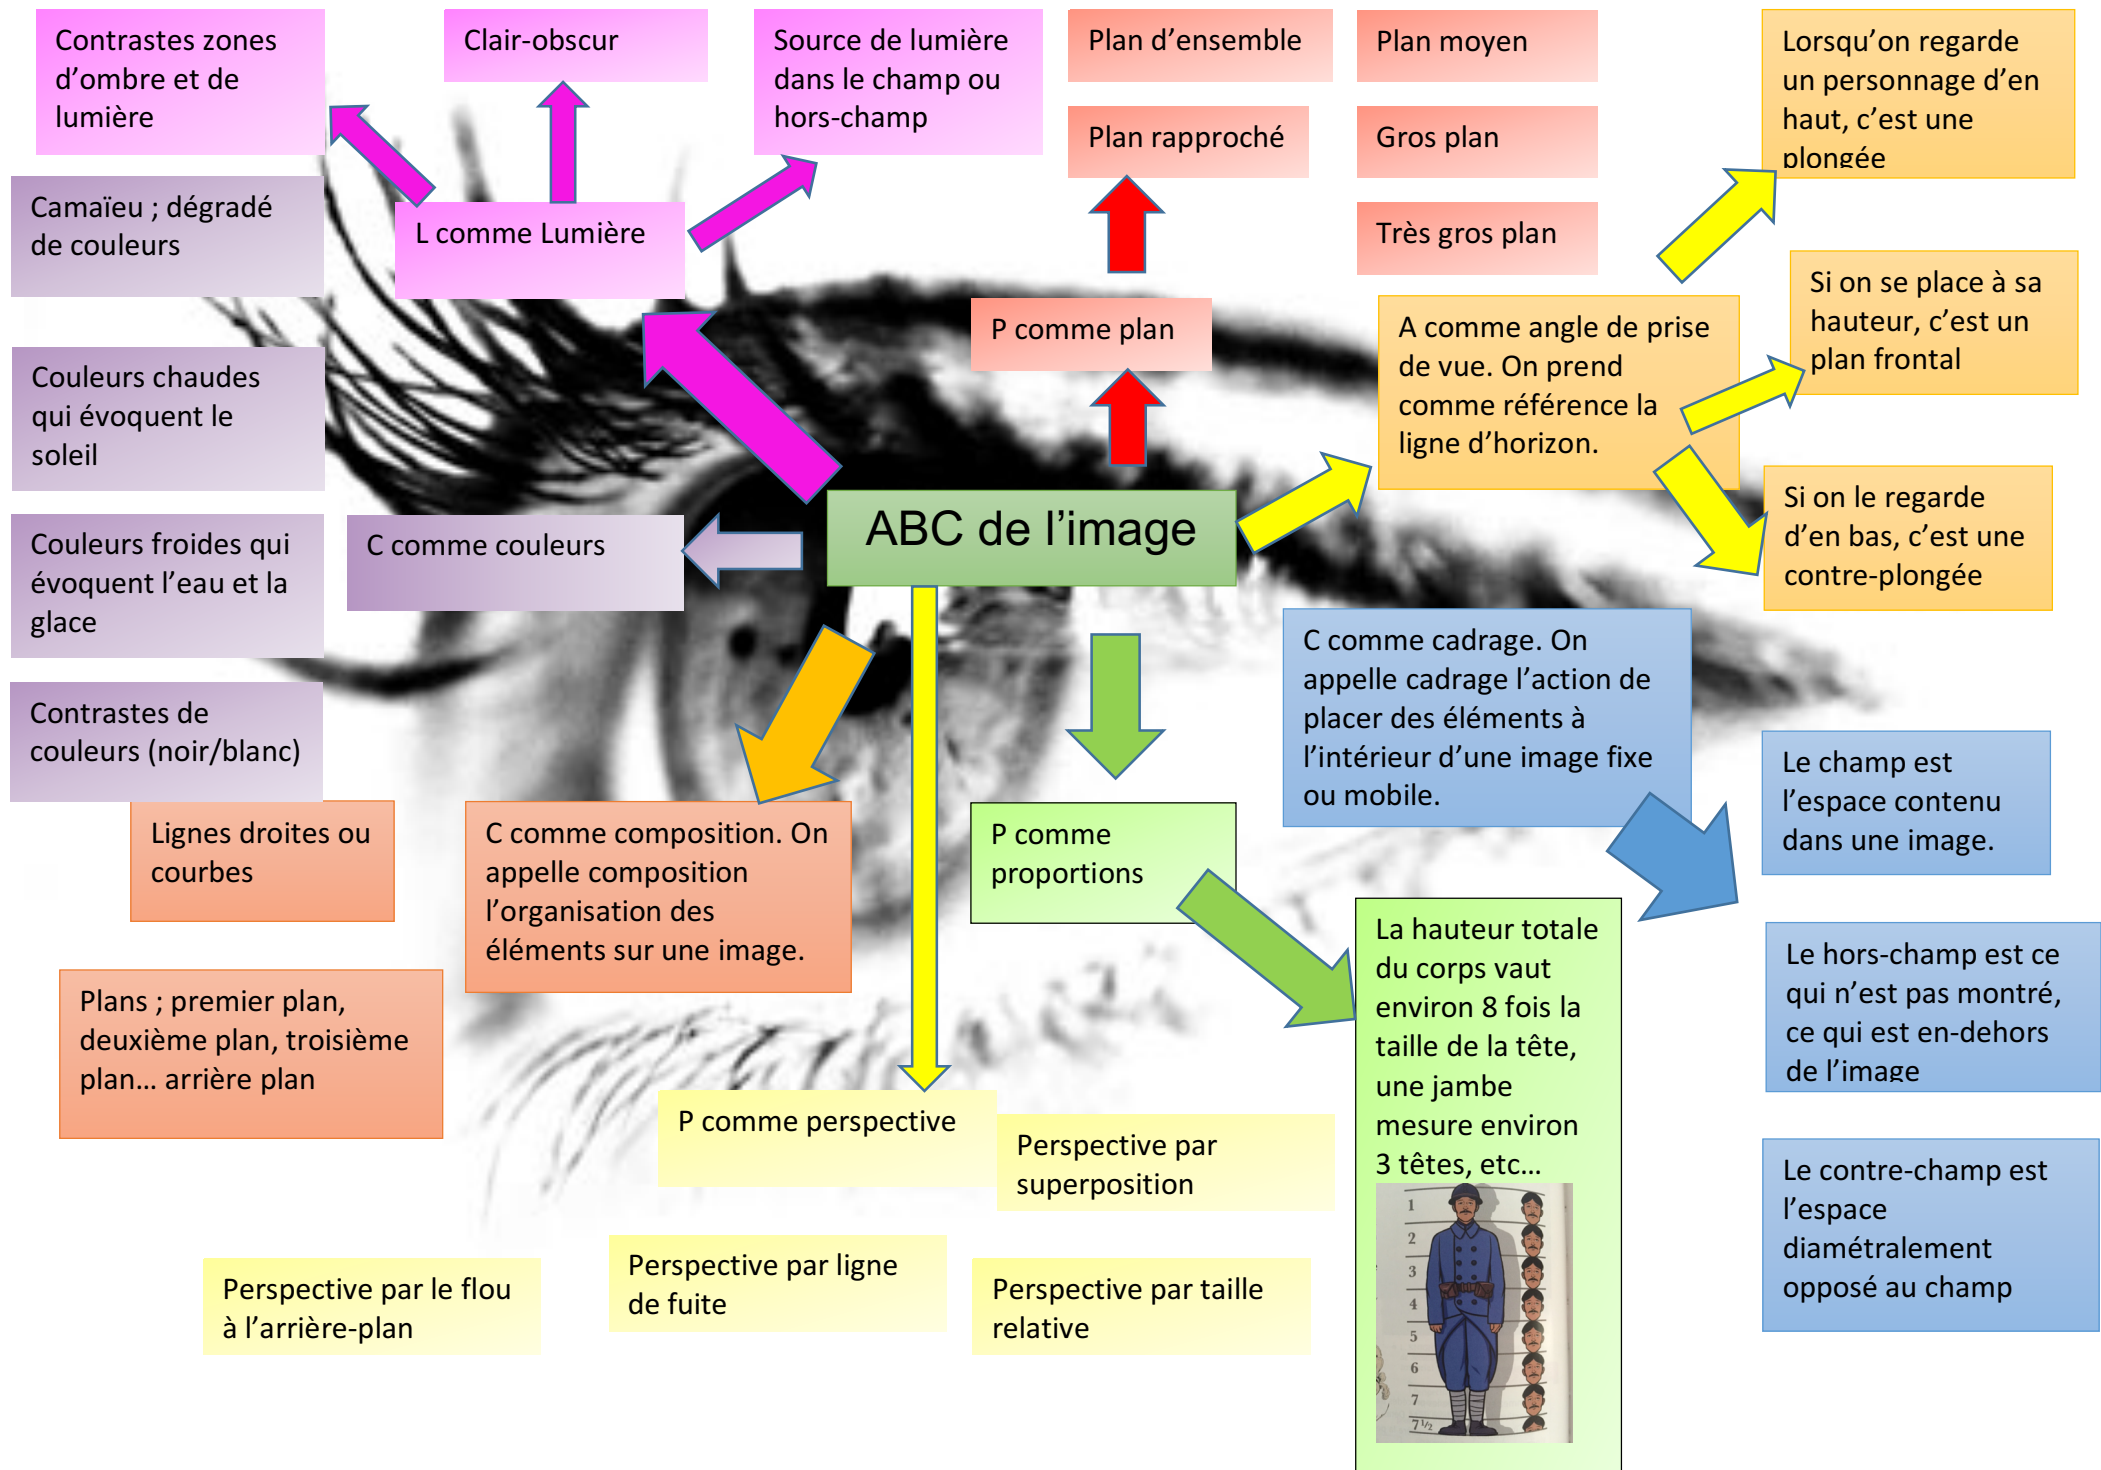 Contrastes zones
d'ombre et de
lumière
Clair-obscur
Source de lumière
dans le champ ou
hors-champ
Plan d'ensemble
Plan moyen
Plan rapproché
Gros plan
Très gros plan
Lorsqu'on regarde
un personnage d'en
haut, c'est une
plongée
Camaïeu ; dégradé
de couleurs
L comme Lumière
Si on se place à sa
hauteur, c'est un
plan frontal
P comme plan
A comme angle de prise
de vue. On prend
comme référence la
ligne d'horizon.
Couleurs chaudes
qui évoquent le
soleil
Si on le regarde
d'en bas, c'est une
contre-plongée
Couleurs froides qui
évoquent l'eau et la
glace
C comme couleurs
ABC de l'image
C comme cadrage. On
appelle cadrage l'action de
placer des éléments à
l'intérieur d'une image fixe
ou mobile.
Contrastes de
couleurs (noir/blanc)
Le champ est
l'espace contenu
dans une image.
Lignes droites ou
courbes
C comme composition. On
appelle composition
l'organisation des
éléments sur une image.
P comme
proportions
La hauteur totale
du corps vaut
environ 8 fois la
taille de la tête,
une jambe
mesure environ
3 têtes, etc...
1
2
3
4
5
6
7
7 1/2
Le hors-champ est ce
qui n'est pas montré,
ce qui est en-dehors
de l'image
Plans ; premier plan,
deuxième plan, troisième
plan... arrière plan
P comme perspective
Perspective par
superposition
Le contre-champ est
l'espace
diamétralement
opposé au champ
Perspective par le flou
à l'arrière-plan
Perspective par ligne
de fuite
Perspective par taille
relative